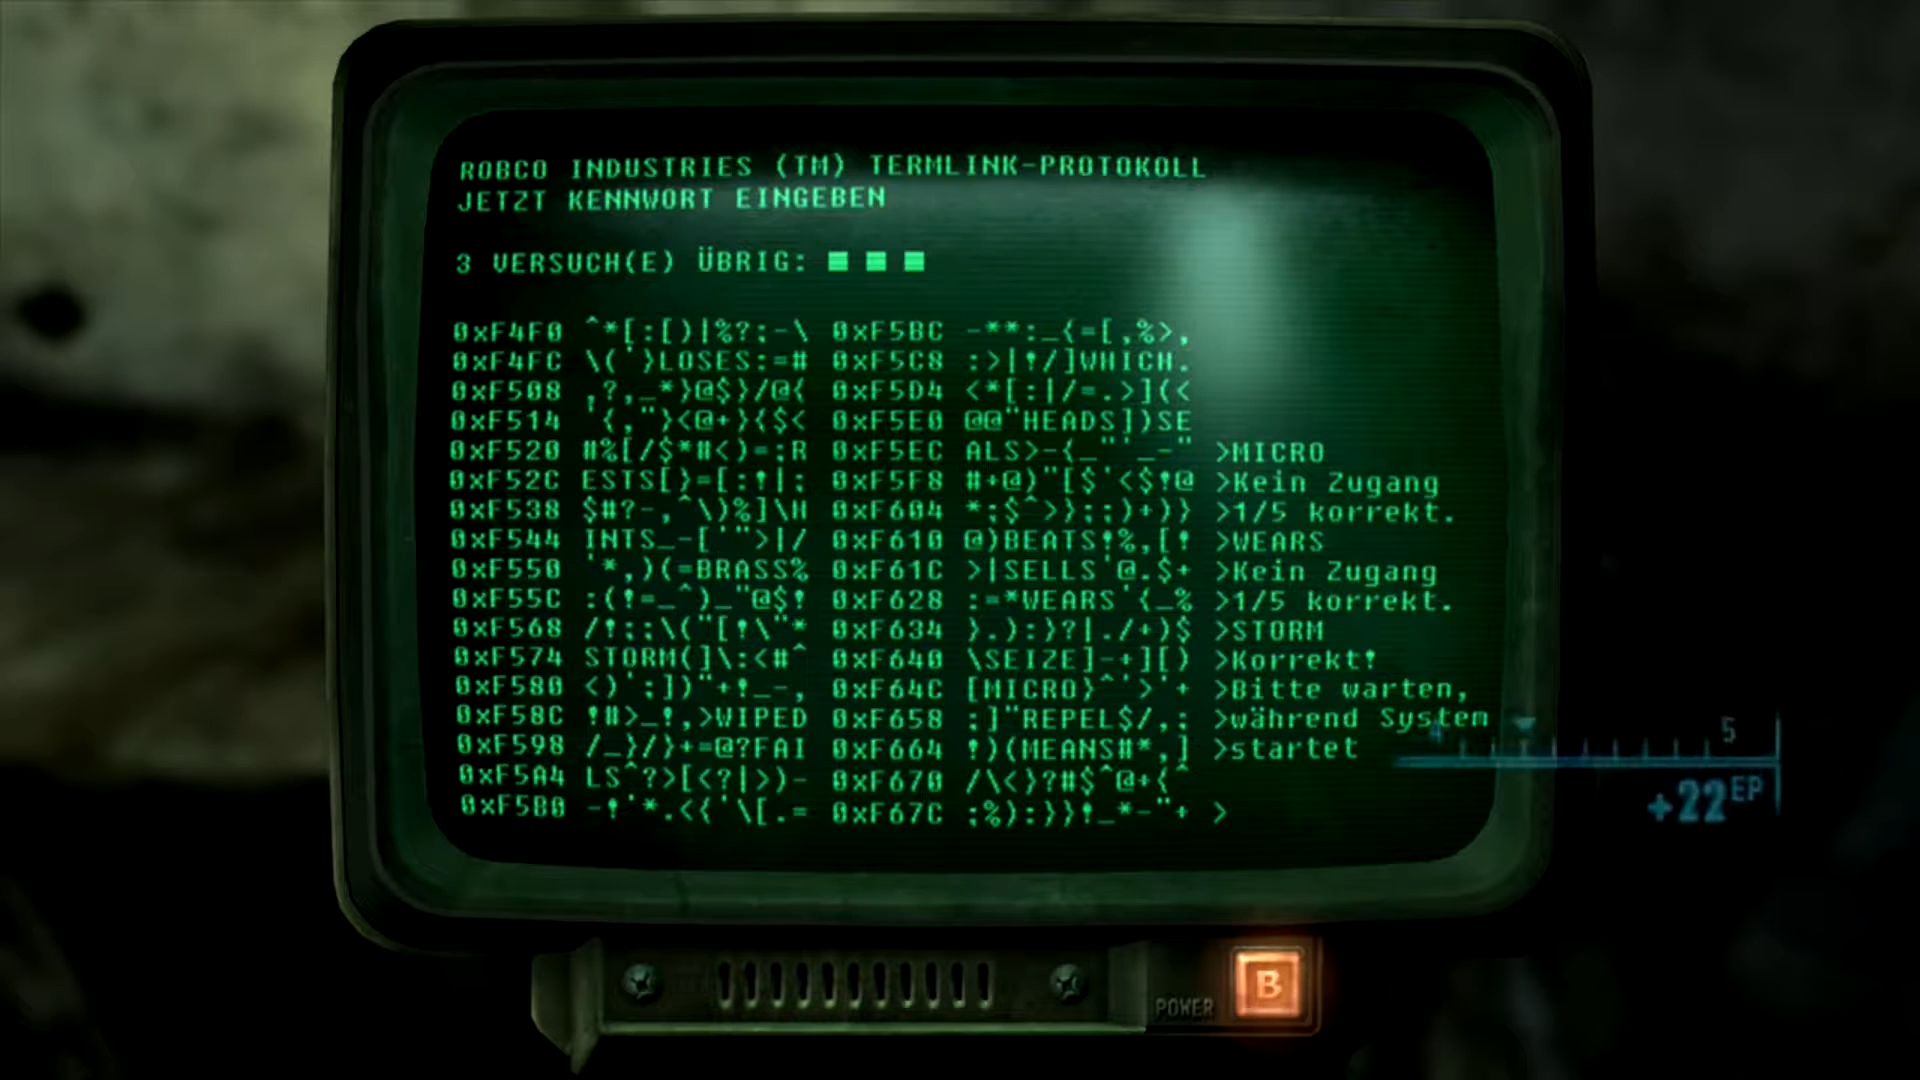 ROBCO INDUSTRIES (TM) TERMLINK-PROTOKOLL
JETZT KENNWORT EINGEBEN
3 VERSUCH(E) ÜBRIG: ■ ■ ■
0xF4F0 ^*[:[)|%?;-\ 0xF5BC -**:_{=[,%>,
0xF4FC \('}LOSES:=# 0xF5C8 :>|!/]WHICH.
0xF508 ,?,_*}@$}/@{ 0xF5D4 <*[:|/=.>](<
0xF514 '{,"}<@+}{$< 0xF5E0 @@"HEADS])SE
0xF520 #%[/$*#<)=:R 0xF5EC ALS>-{_"'_-" >MICRO
0xF52C ESTS[}=[:!|; 0xF5F8 #+@)"[$'<$!@ >Kein Zugang
0xF538 $#?-,^\)%]\H 0xF604 *;$^>};;)+)} >1/5 korrekt.
0xF544 INTS_-['">|/ 0xF610 @)BEATS!%,[! >WEARS
0xF550 '*,)(=BRASS% 0xF61C >|SELLS'@.$+ >Kein Zugang
0xF55C :(!=_^)_"@$! 0xF628 :=*WEARS'{_% >1/5 korrekt.
0xF568 /!;;\("[!\"* 0xF634 }.):}?|./+)$ >STORM
0xF574 STORM(]\:<#^ 0xF640 \SEIZE]-+][) >Korrekt!
0xF580 <)';])"+!_-, 0xF64C [MICRO}^'>'+ >Bitte warten,
0xF58C !#>_!,>WIPED 0xF658 ;]"REPEL$/,; >während System
0xF598 /_}/}+=@?FAI 0xF664 !)(MEANS#*,] >startet
0xF5A4 LS^?>[<?|>)- 0xF670 /\<}?#$^@+{^
0xF5B0 -!'*.<{'\[.= 0xF67C ;%):}}!_*-"+ >
4 5
+22 EP
POWER
B